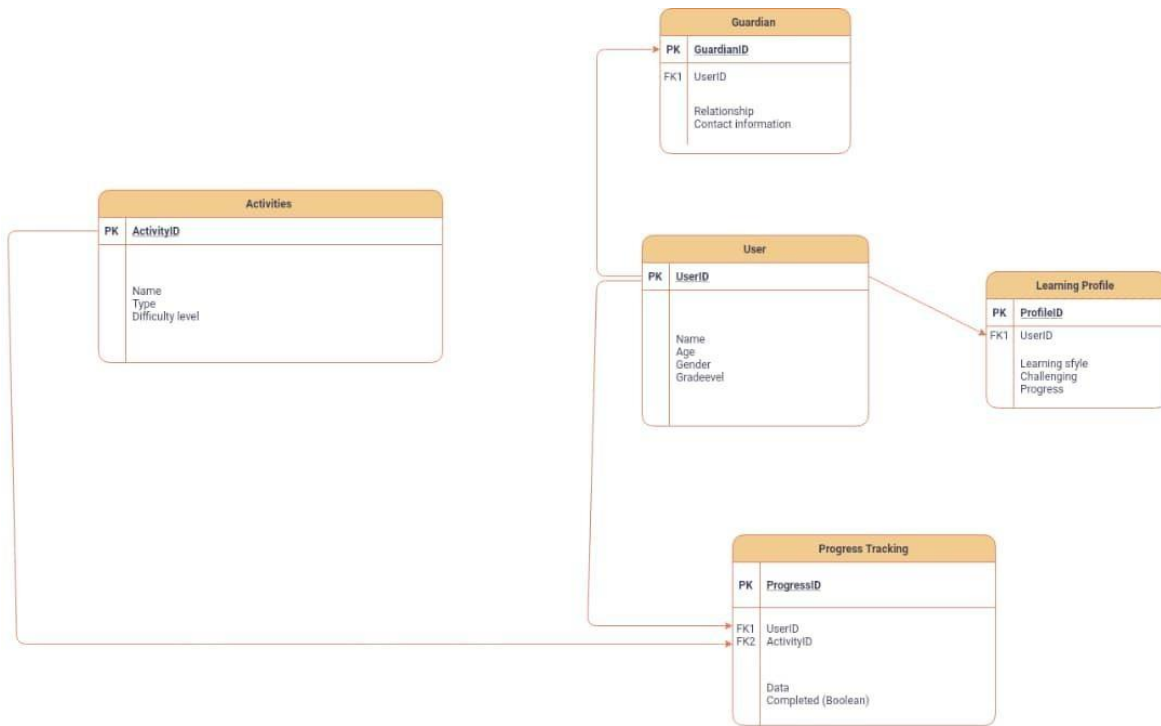 Guardian
PK GuardianID
FK1 UserID
Relationship
Contact information
Activities
PK ActivityID
Name
Type
Difficulty level
User
PK UserID
Name
Age
Gender
Gradeevel
Learning Profile
PK ProfileID
FK1 UserID
Learning sfyle
Challenging
Progress
Progress Tracking
PK ProgressID
FK1 UserID
FK2 ActivityID
Data
Completed (Boolean)